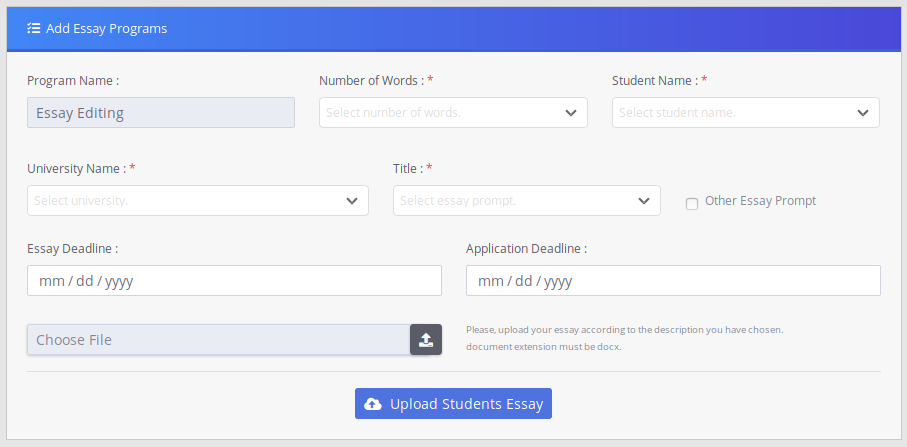 Add Essay Programs
Program Name :
Number of Words : *
Student Name : *
Essay Editing
Select number of words.
Select student name.
University Name : *
Title : *
Select university.
Select essay prompt.
Other Essay Prompt
Essay Deadline :
Application Deadline :
mm / dd / yyyy
mm / dd / yyyy
Choose File
Please, upload your essay according to the description you have chosen.
document extension must be docx.
Upload Students Essay